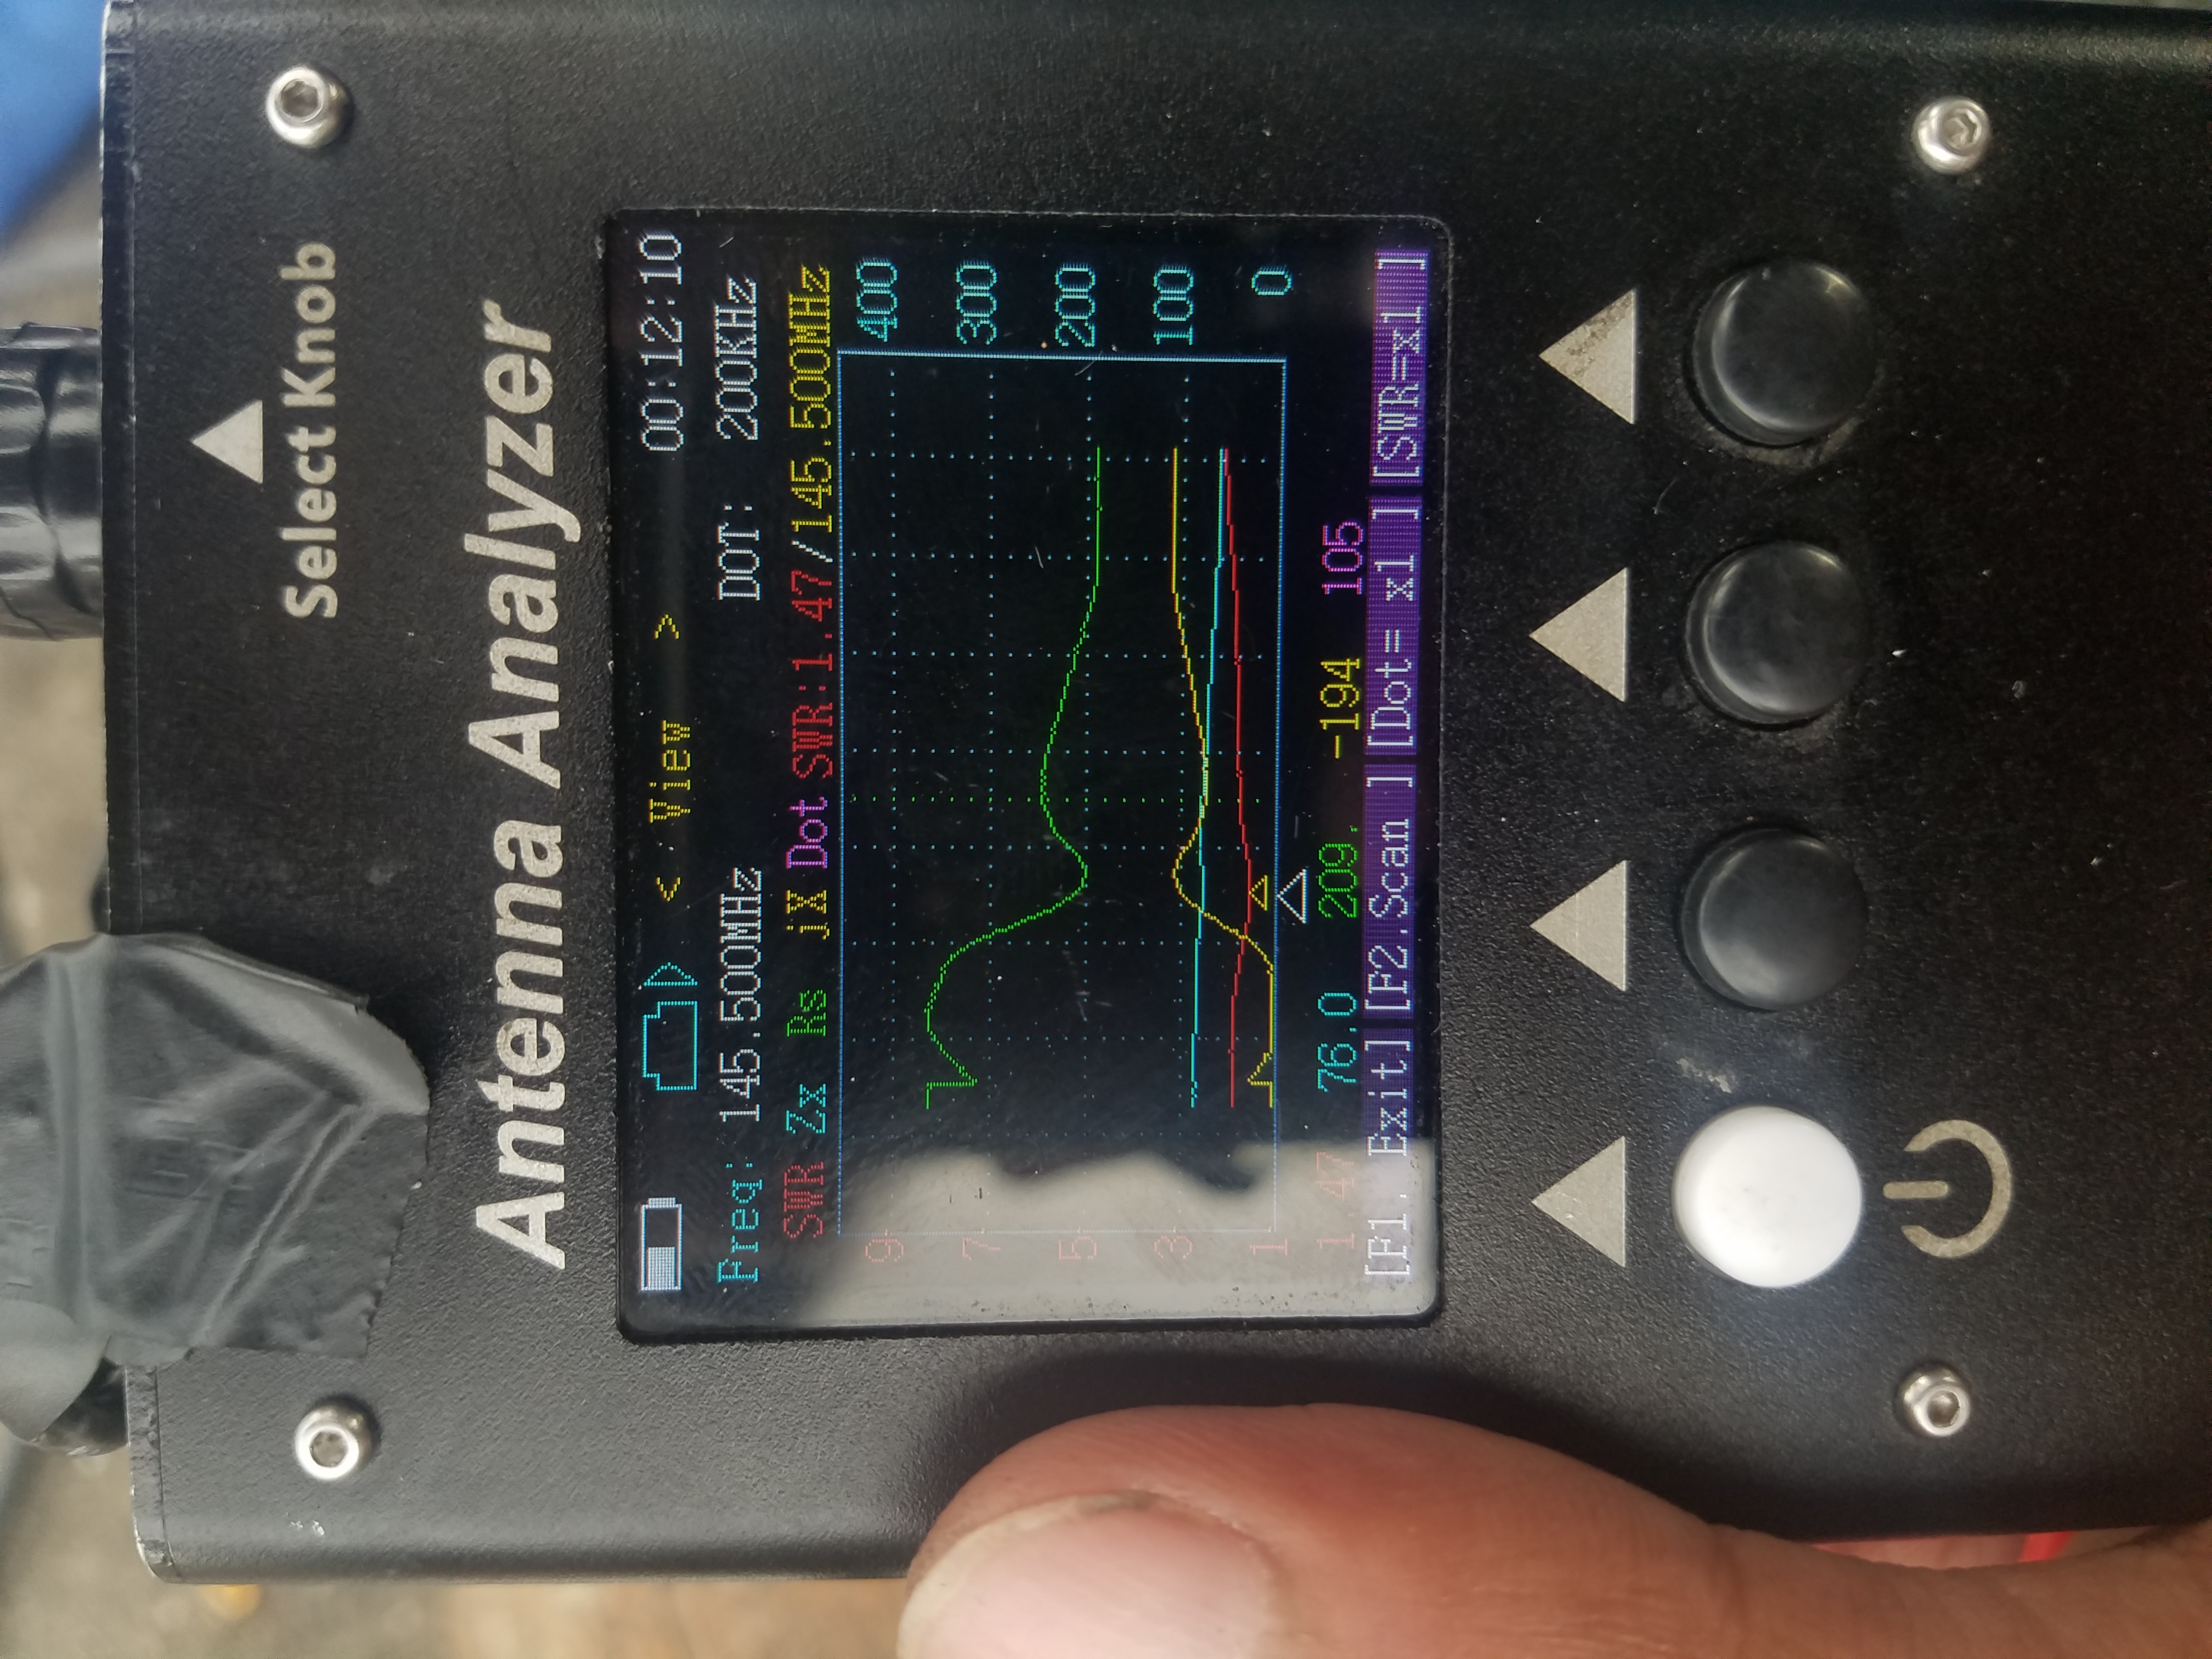 Select Knob
Antenna Analyzer
< View > 00:12:10
Freq: 145.500MHz DOT: 200KHz
SWR Zx Rs jX Dot SWR:1.47/145.500MHz
9 400
7 300
5 200
3 100
1 0
1.47 76.0 209. -194 105
[F1. Exit] [F2.Scan ] [Dot= x1 ] [SWR=x1]